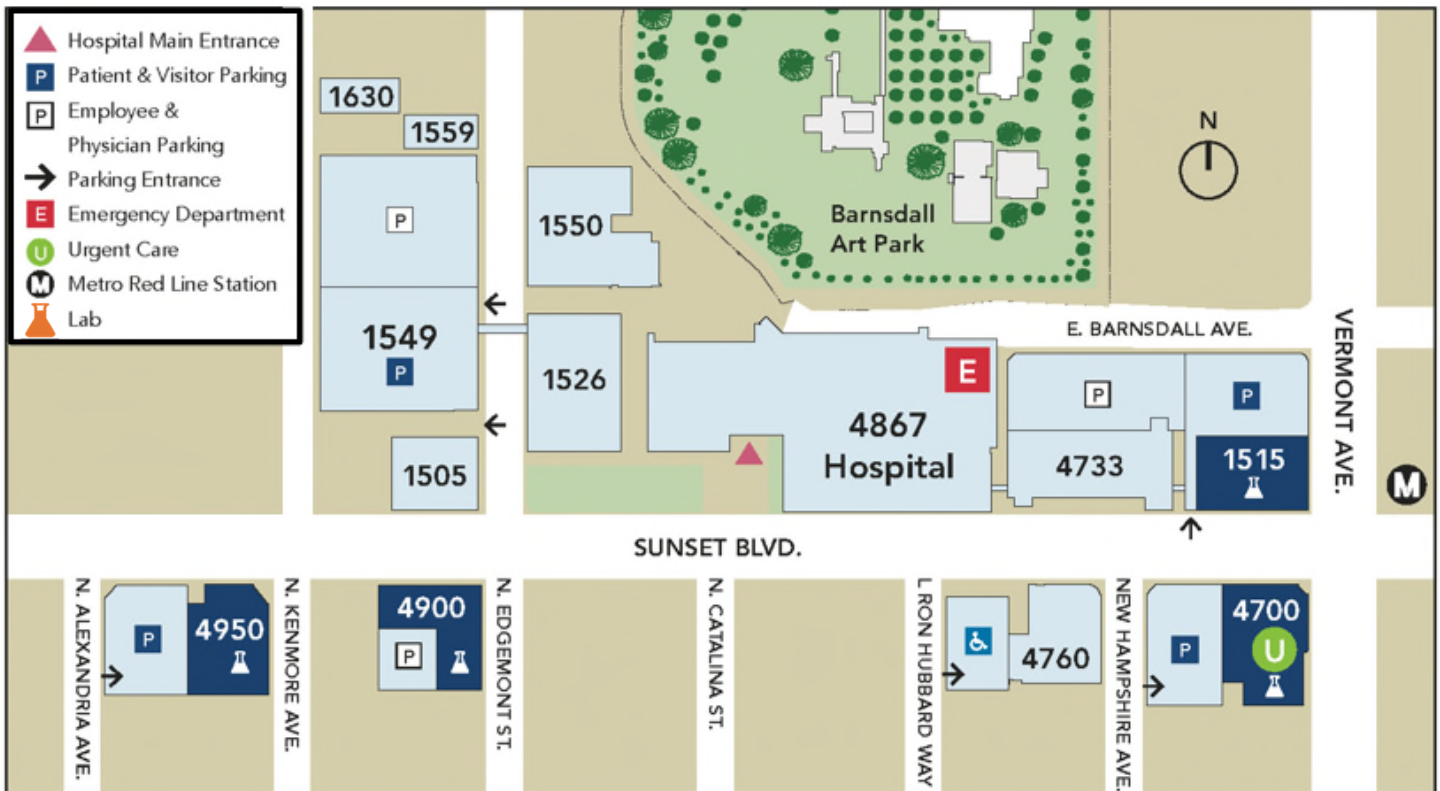 Hospital Main Entrance
P Patient & Visitor Parking
P Employee &
Physician Parking
Parking Entrance
E Emergency Department
U Urgent Care
M Metro Red Line Station
Lab
1630
1559
P
1549
P
1505
1550
1526
Barnsdall
Art Park
N
E. BARNSDALL AVE.
VERMONT AVE.
E
4867
Hospital
P
4733
P
1515
M
SUNSET BLVD.
N. ALEXANDRIA AVE.
P
4950
N. KENMORE AVE.
4900
P
N. EDGEMONT ST.
N. CATALINA ST.
L RON HUBBARD WAY
4760
NEW HAMPSHIRE AVE.
P
4700
U